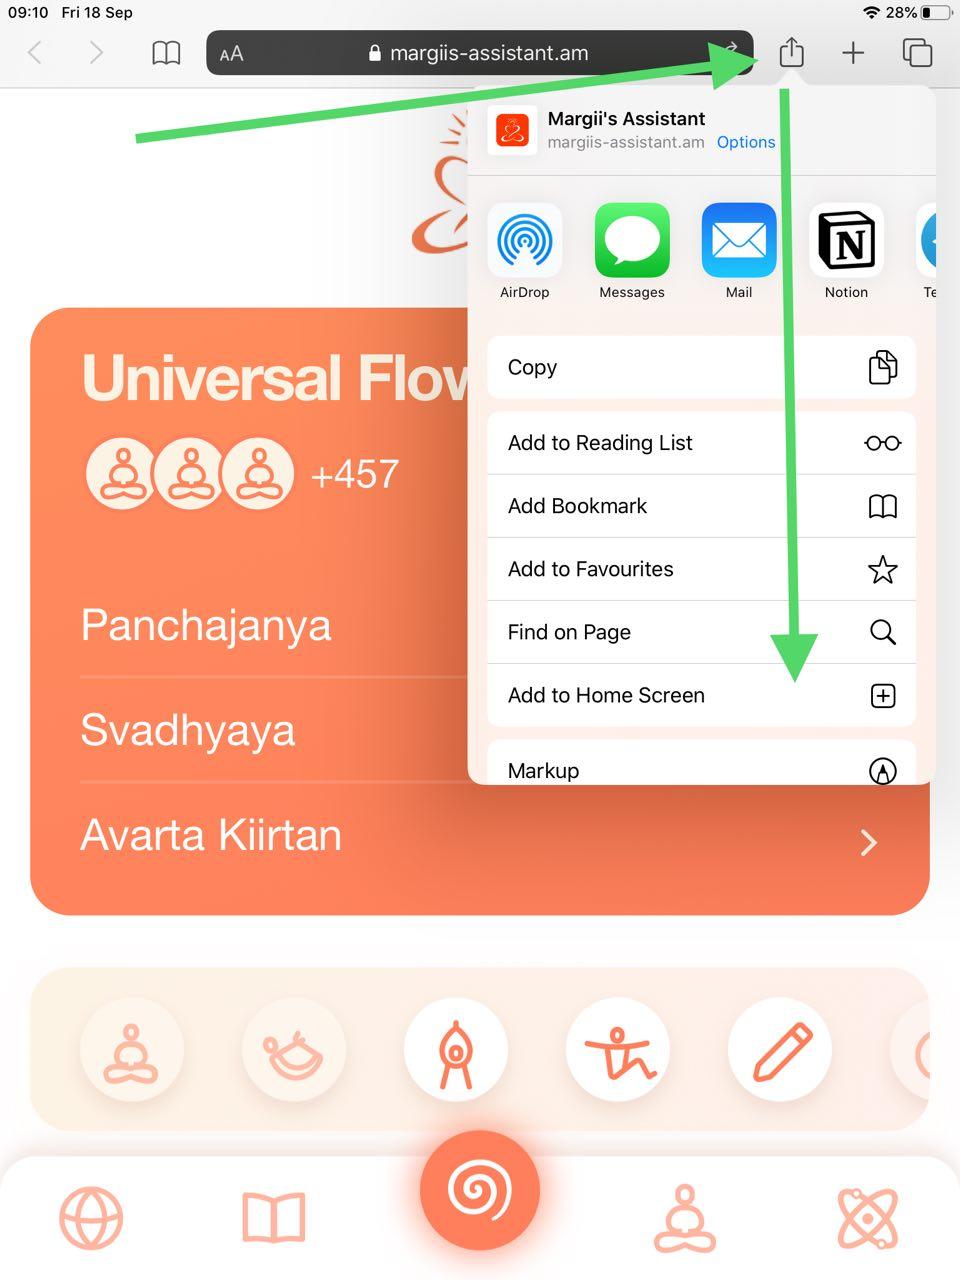 09:10 Fri 18 Sep
28%
AA
margiis-assistant.am
Margii's Assistant
margiis-assistant.am Options
AirDrop
Messages
Mail
Notion
Copy
Add to Reading List
Add Bookmark
Add to Favourites
Find on Page
Add to Home Screen
Markup
Universal
+457
Panchajanya
Svadhyaya
Avarta Kiirtan